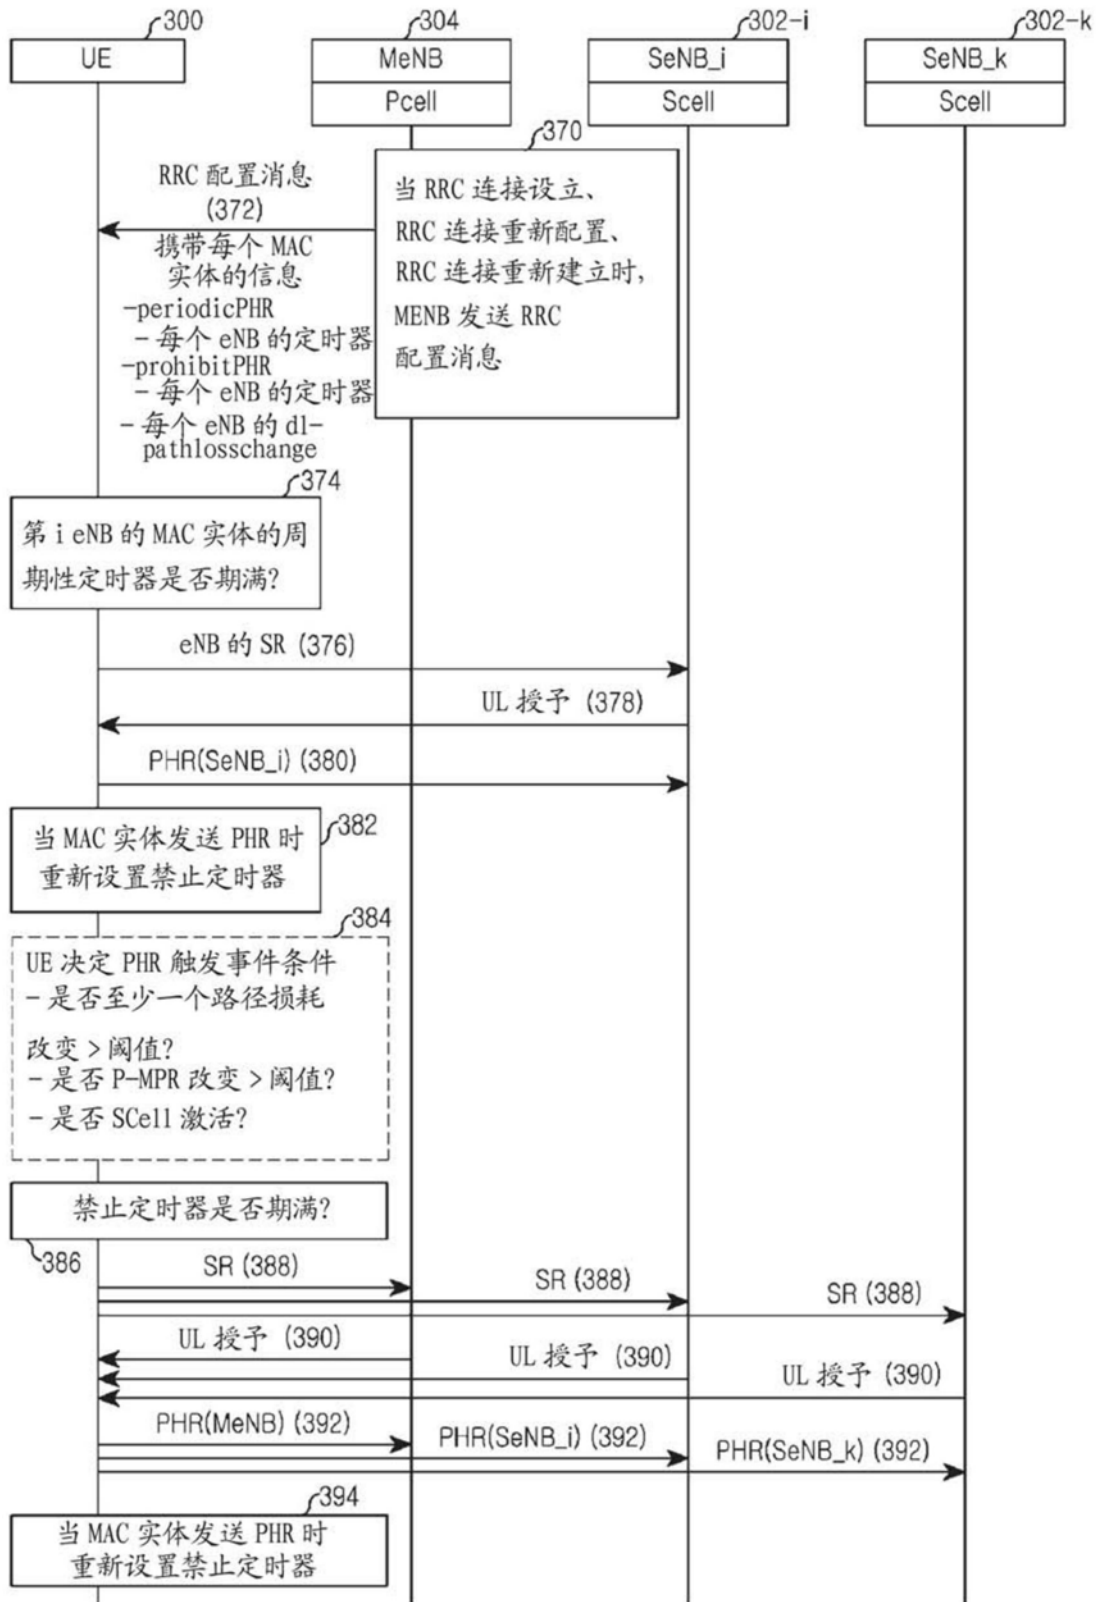 300
304
302-i
302-k
UE
MeNB
SeNB_i
SeNB_k
Pcell
Scell
Scell
370
RRC 配置消息
(372)
携带每个 MAC
实体的信息
-periodicPHR
- 每个 eNB 的定时器
-prohibitPHR
- 每个 eNB 的定时器
- 每个 eNB 的 dl-
pathlosschange
当 RRC 连接设立、
RRC 连接重新配置、
RRC 连接重新建立时,
MENB 发送 RRC
配置消息
374
第 i eNB 的 MAC 实体的周
期性定时器是否期满?
eNB 的 SR (376)
UL 授予 (378)
PHR(SeNB_i) (380)
382
当 MAC 实体发送 PHR 时
重新设置禁止定时器
384
UE 决定 PHR 触发事件条件
- 是否至少一个路径损耗
改变 > 阈值?
- 是否 P-MPR 改变 > 阈值?
- 是否 SCell 激活?
禁止定时器是否期满?
386
SR (388)
SR (388)
SR (388)
UL 授予 (390)
UL 授予 (390)
UL 授予 (390)
PHR(MeNB) (392)
PHR(SeNB_i) (392)
PHR(SeNB_k) (392)
394
当 MAC 实体发送 PHR 时
重新设置禁止定时器